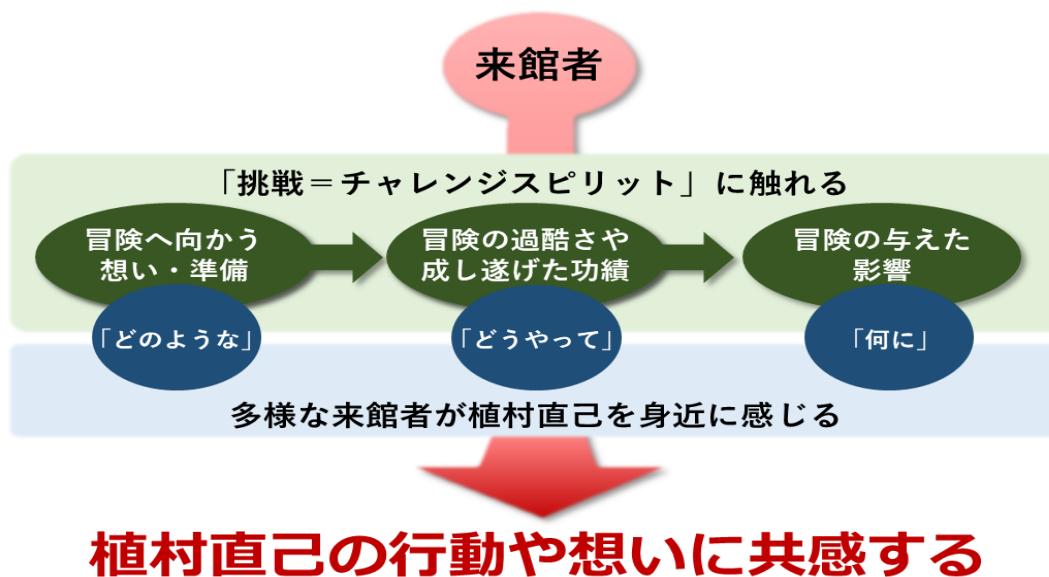 来館者
「挑戦＝チャレンジスピリット」に触れる
冒険へ向かう
想い・準備
冒険の過酷さや
成し遂げた功績
冒険の与えた
影響
「どのような」
「どうやって」
「何に」
多様な来館者が植村直己を身近に感じる
植村直己の行動や想いに共感する